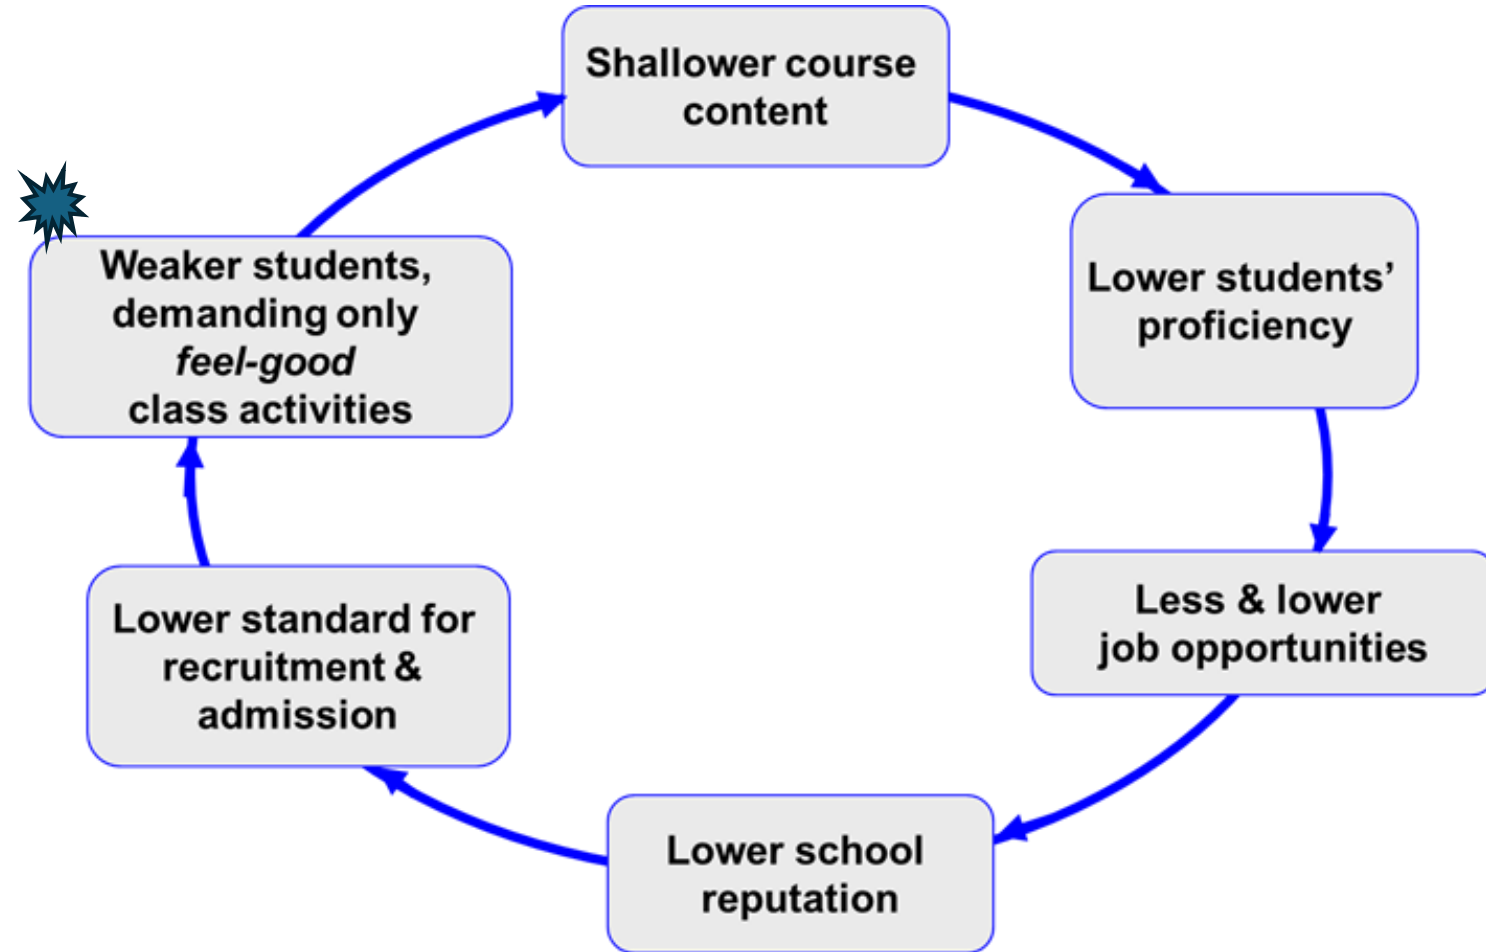 Shallower course
content
Lower students’
proficiency
Less & lower
job opportunities
Lower school
reputation
Lower standard for
recruitment &
admission
Weaker students,
demanding only
feel-good
class activities